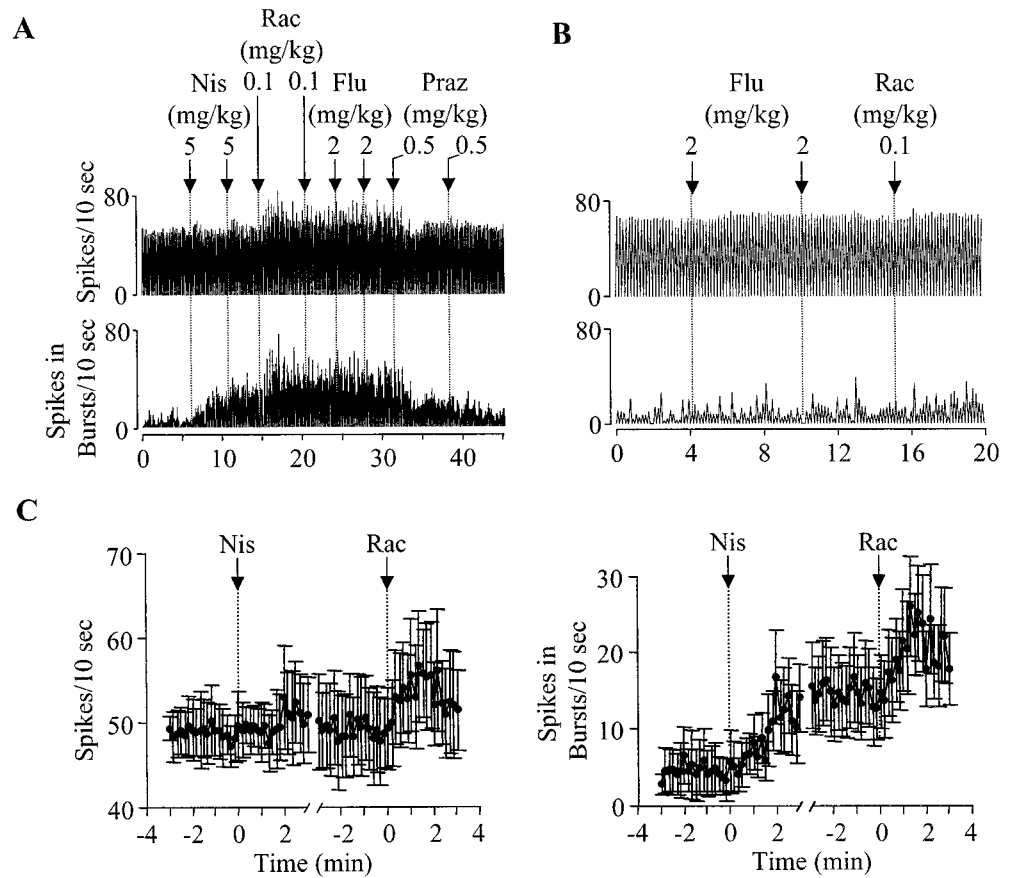 A
Rac
(mg/kg)
Nis 0.1 0.1 Flu Praz
(mg/kg) (mg/kg) (mg/kg)
5 5 2 2 0.5 0.5
Spikes/10 sec
80
0
Spikes in
Bursts/10 sec
80
0
0 10 20 30 40
B
Flu Rac
(mg/kg) (mg/kg)
2 2 0.1
80
0
80
0
0 4 8 12 16 20
C
Nis Rac
Spikes/10 sec
70
60
50
40
-4 -2 0 2 -2 0 2 4
Time (min)
Nis Rac
Spikes in
Bursts/10 sec
30
20
10
0
-4 -2 0 2 -2 0 2 4
Time (min)